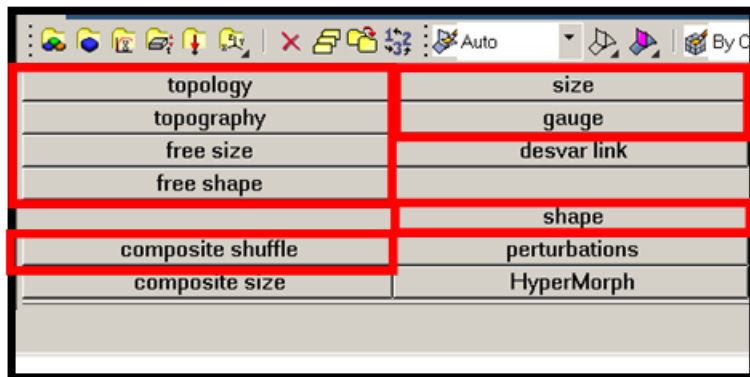 Auto
By C
topology size
topography gauge
free size desvar link
free shape
shape
composite shuffle perturbations
composite size HyperMorph